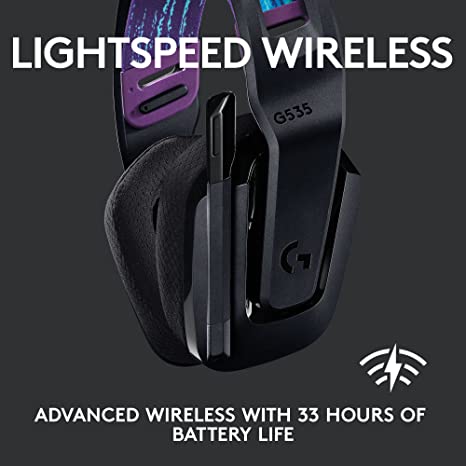 LIGHTSPEED WIRELESS
G535
G
ADVANCED WIRELESS WITH 33 HOURS OF
BATTERY LIFE